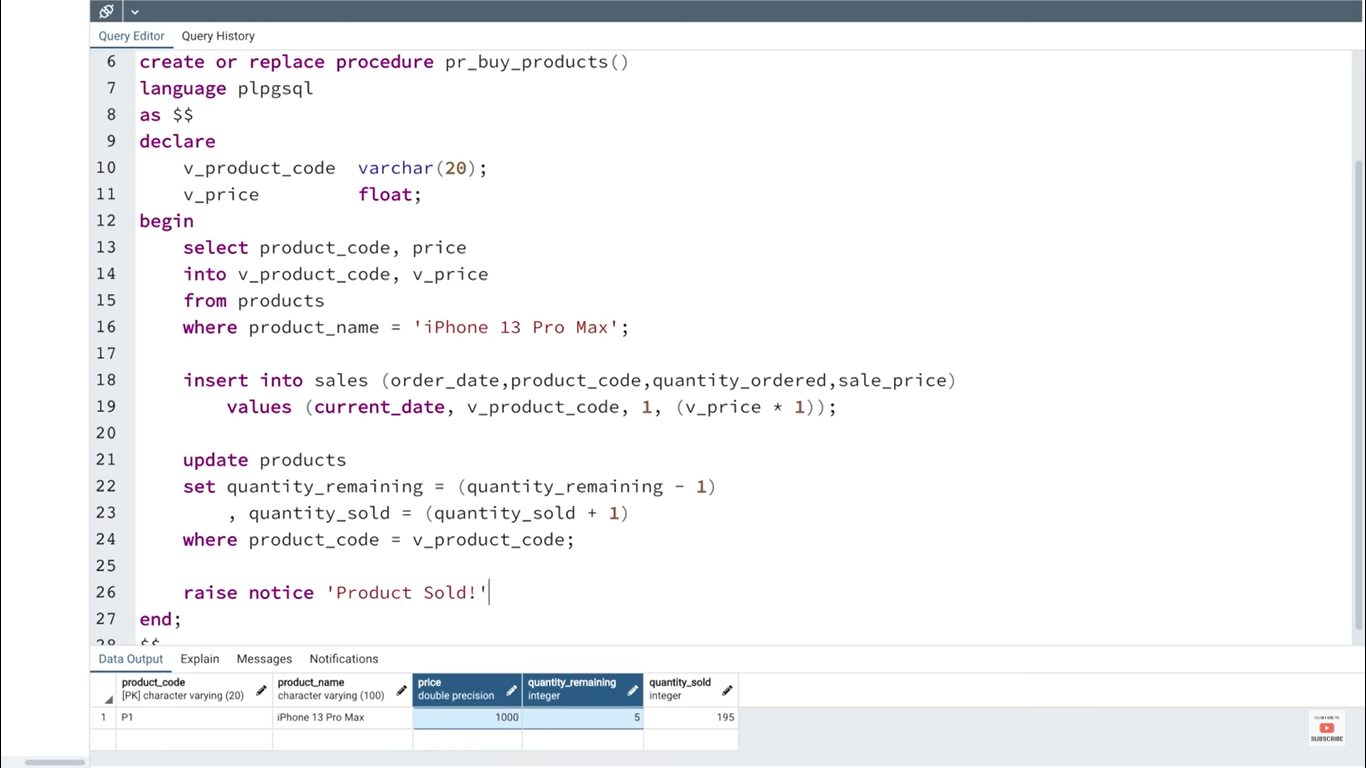 Query Editor Query History
6 create or replace procedure pr_buy_products()
7 language plpgsql
8 as $$
9 declare
10 v_product_code varchar(20);
11 v_price float;
12 begin
13 select product_code, price
14 into v_product_code, v_price
15 from products
16 where product_name = 'iPhone 13 Pro Max';
17
18 insert into sales (order_date,product_code,quantity_ordered,sale_price)
19 values (current_date, v_product_code, 1, (v_price * 1));
20
21 update products
22 set quantity_remaining = (quantity_remaining - 1)
23 , quantity_sold = (quantity_sold + 1)
24 where product_code = v_product_code;
25
26 raise notice 'Product Sold!'
27 end;
28 $$
Data Output Explain Messages Notifications
product_code product_name price quantity_remaining quantity_sold
[PK] character varying (20) character varying (100) double precision integer integer
1 P1 iPhone 13 Pro Max 1000 5 195
SUBSCRIBE